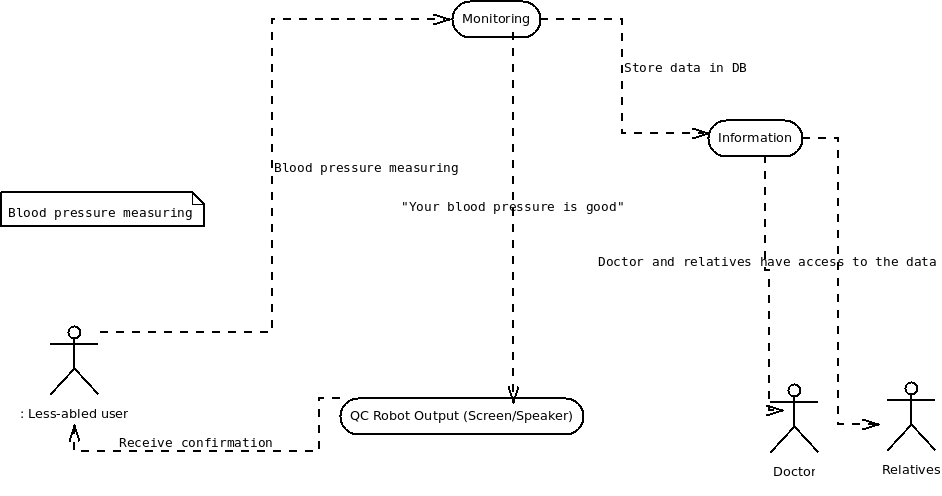 Monitoring
Store data in DB
Information
Blood pressure measuring
"Your blood pressure is good"
Blood pressure measuring
Doctor and relatives have access to the data
: Less-abled user
QC Robot Output (Screen/Speaker)
Receive confirmation
Doctor
Relatives